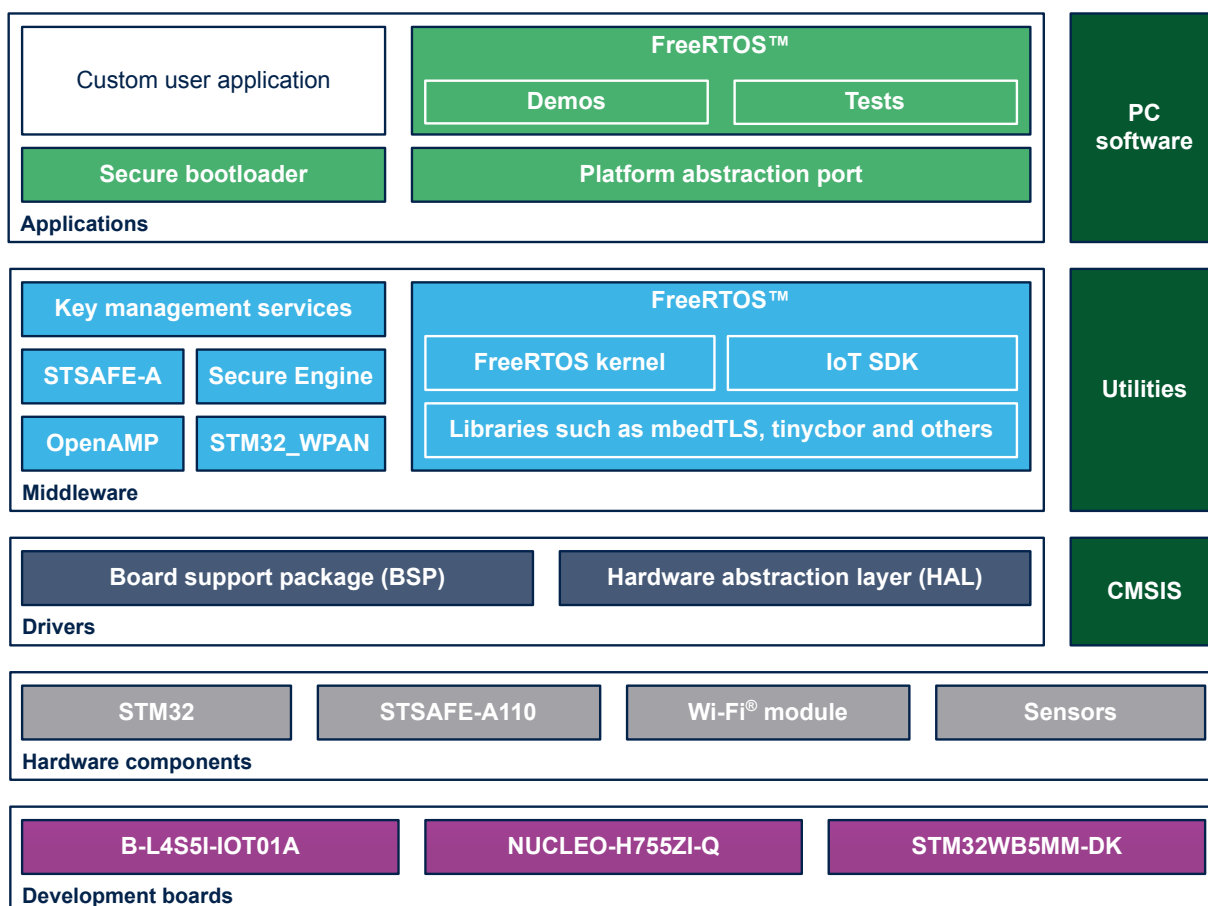 Custom user application
FreeRTOS™
Demos
Tests
Secure bootloader
Platform abstraction port
Applications
PC
software
Key management services
STSAFE-A
Secure Engine
OpenAMP
STM32_WPAN
FreeRTOS™
FreeRTOS kernel
IoT SDK
Libraries such as mbedTLS, tinycbor and others
Middleware
Utilities
Board support package (BSP)
Hardware abstraction layer (HAL)
Drivers
CMSIS
STM32
STSAFE-A110
Wi-Fi® module
Sensors
Hardware components
B-L4S5I-IOT01A
NUCLEO-H755ZI-Q
STM32WB5MM-DK
Development boards